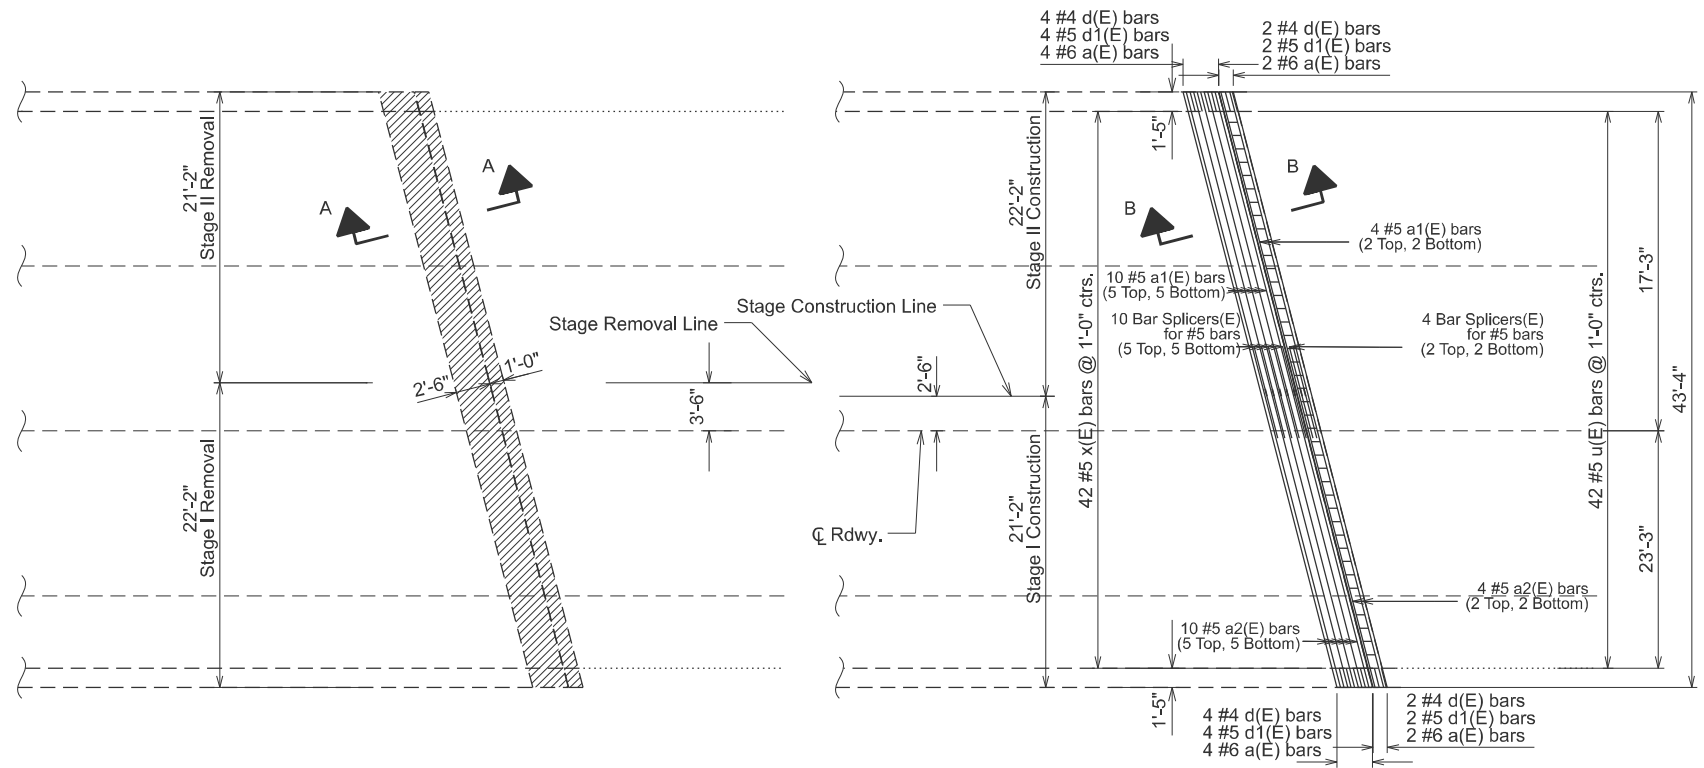 4 #4 d(E) bars
4 #5 d1(E) bars
4 #6 a(E) bars
2 #4 d(E) bars
2 #5 d1(E) bars
2 #6 a(E) bars
21'-2"
Stage II Removal
A
A
2'-6"
1'-0"
Stage Removal Line
Stage Construction Line
3'-6"
22'-2"
Stage I Removal
1'-5"
22'-2"
Stage II Construction
B
B
4 #5 a1(E) bars
(2 Top, 2 Bottom)
10 #5 a1(E) bars
(5 Top, 5 Bottom)
10 Bar Splicers(E)
for #5 bars
(5 Top, 5 Bottom)
4 Bar Splicers(E)
for #5 bars
(2 Top, 2 Bottom)
2'-6"
42 #5 x(E) bars @ 1'-0" ctrs.
42 #5 u(E) bars @ 1'-0" ctrs.
17'-3"
43'-4"
23'-3"
℄ Rdwy.
21'-2"
Stage I Construction
4 #5 a2(E) bars
(2 Top, 2 Bottom)
10 #5 a2(E) bars
(5 Top, 5 Bottom)
1'-5"
4 #4 d(E) bars
4 #5 d1(E) bars
4 #6 a(E) bars
2 #4 d(E) bars
2 #5 d1(E) bars
2 #6 a(E) bars